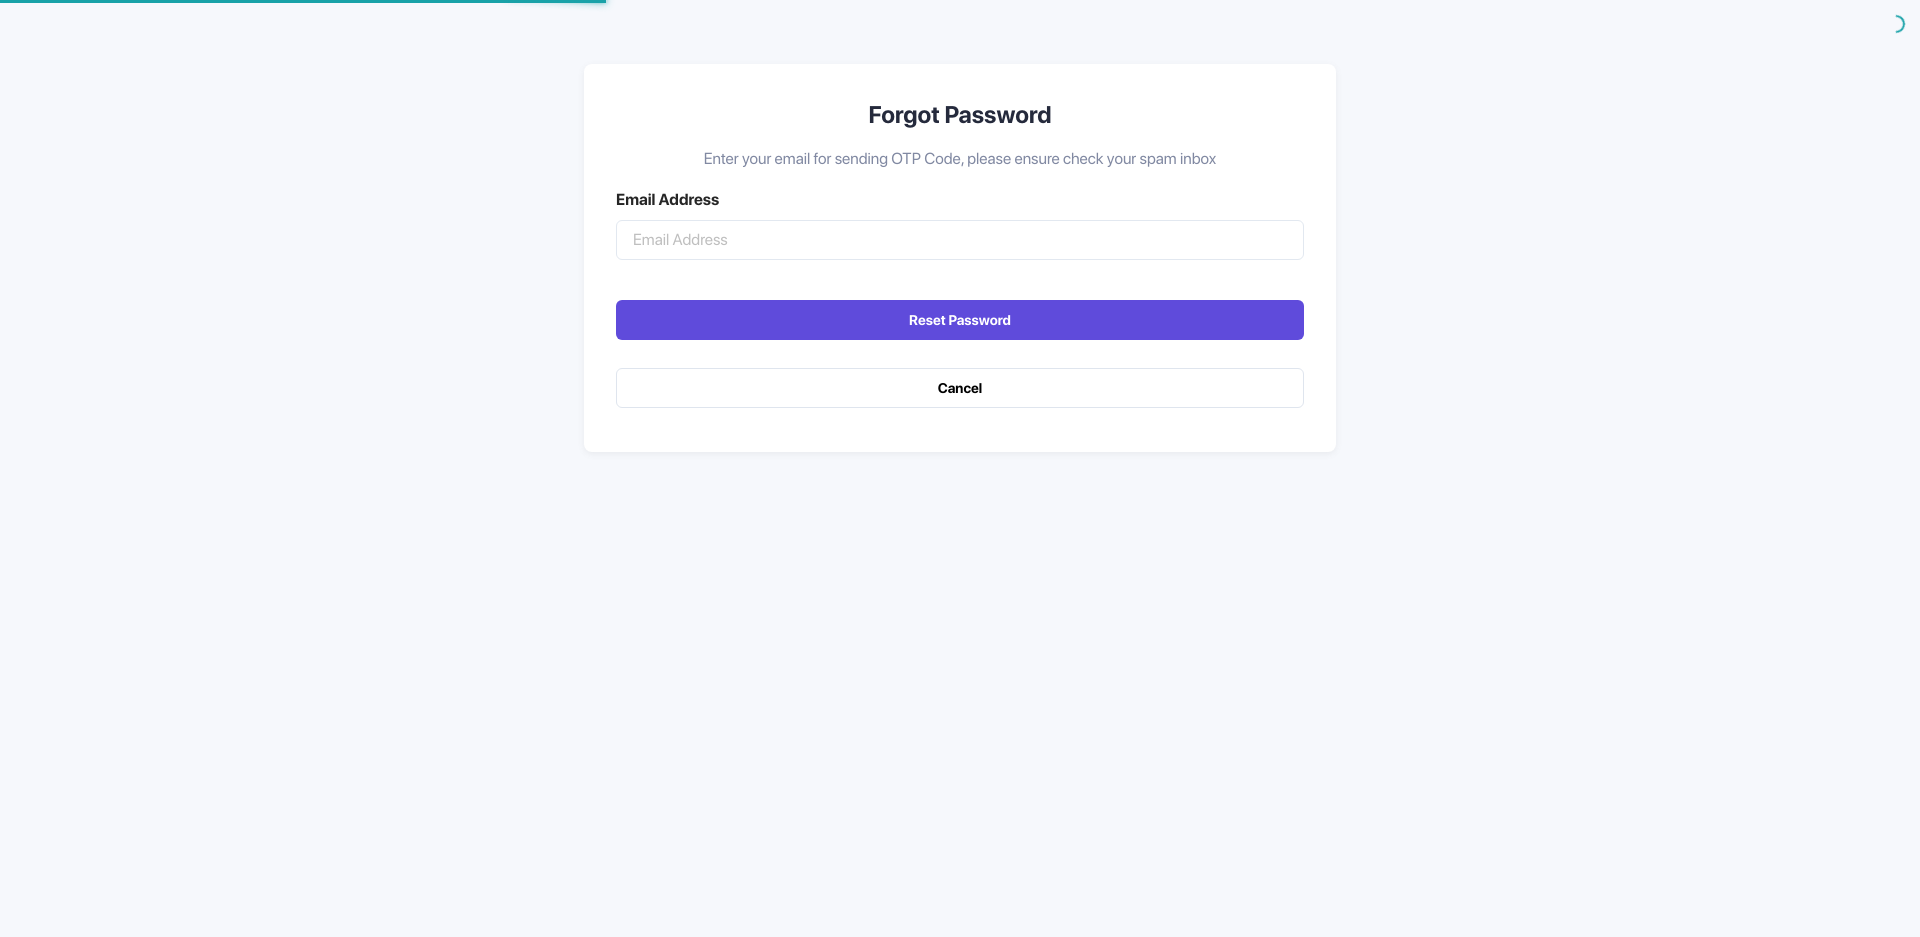 Forgot Password
Enter your email for sending OTP Code, please ensure check your spam inbox
Email Address
Email Address
Reset Password
Cancel